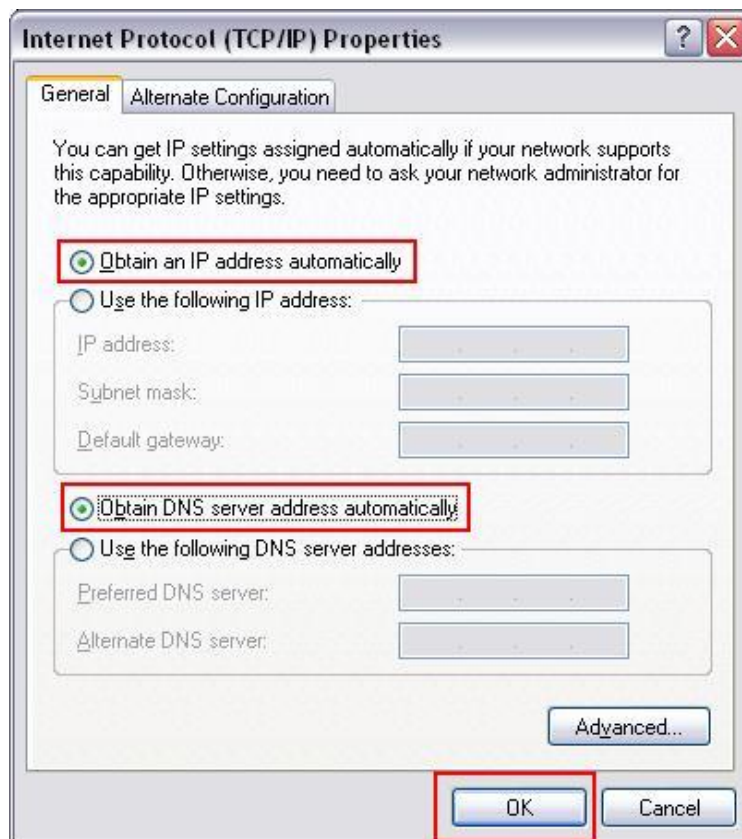 Internet Protocol (TCP/IP) Properties
General
Alternate Configuration
You can get IP settings assigned automatically if your network supports
this capability. Otherwise, you need to ask your network administrator for
the appropriate IP settings.
Obtain an IP address automatically
Use the following IP address:
IP address:
Subnet mask:
Default gateway:
Obtain DNS server address automatically
Use the following DNS server addresses:
Preferred DNS server:
Alternate DNS server:
Advanced...
OK
Cancel